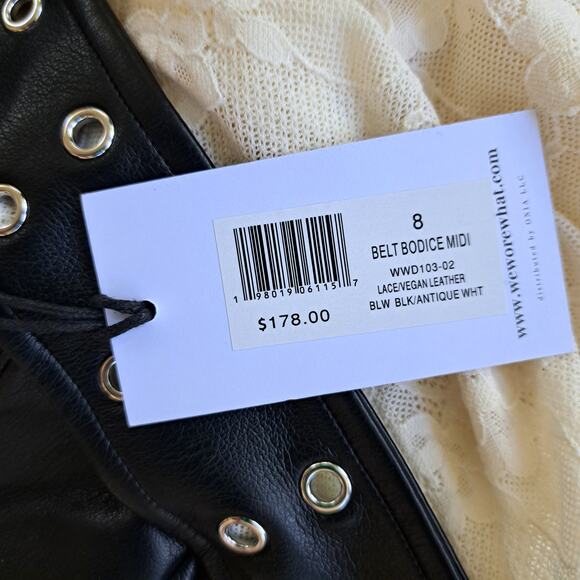 8
BELT BODICE MIDI
WWD103-02
LACE/VEGAN LEATHER
BLW BLK/ANTIQUE WHT
1 98019 06115 7
$178.00
www.weworewhat.com
distributed by ONIA LLC